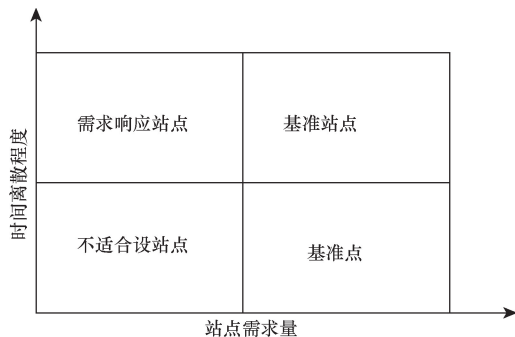 需求响应站点
基准站点
时间离散程度
不适合设站点
基准点
站点需求量